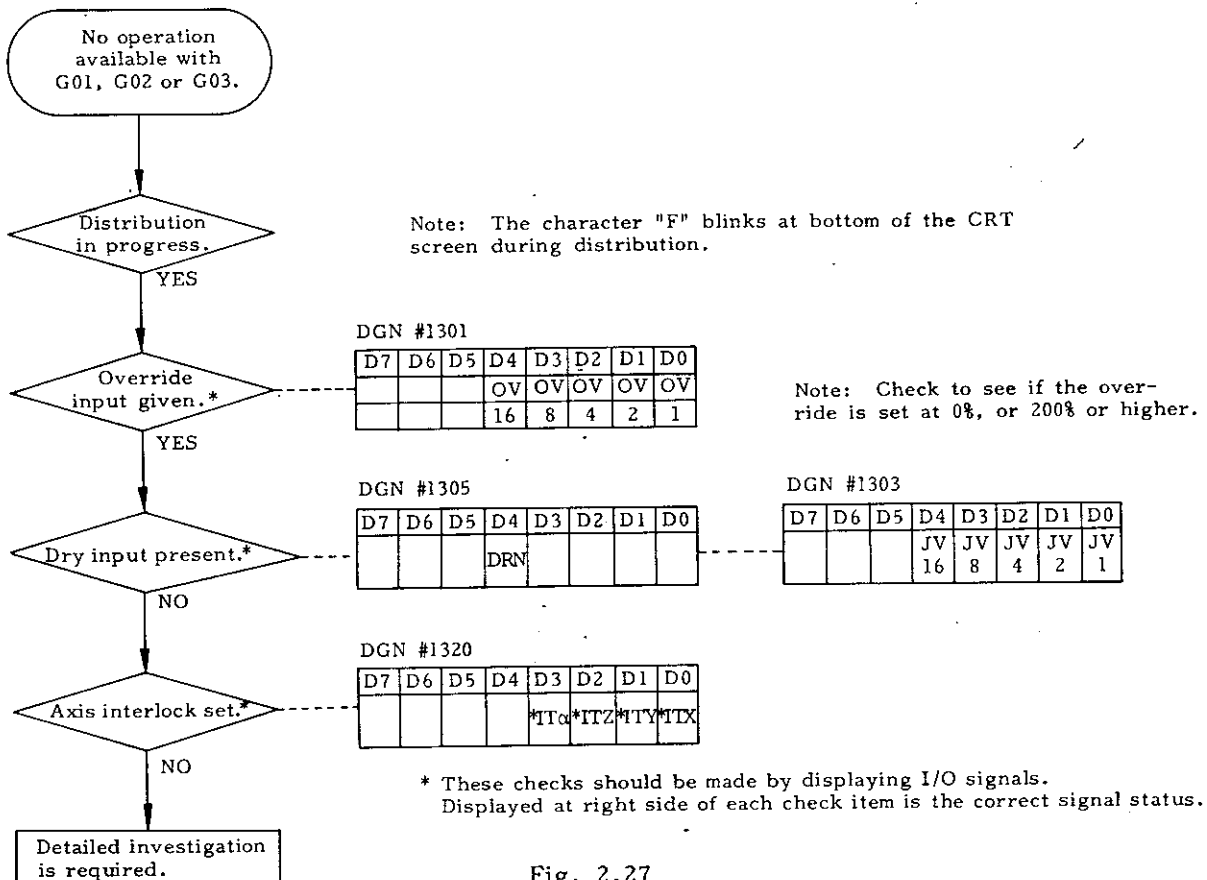 No operation
available with
G01, G02 or G03.
Distribution
in progress.
YES
Note: The character "F" blinks at bottom of the CRT
screen during distribution.
Override
input given.*
YES
DGN #1301
D7 D6 D5 D4 D3 D2 D1 D0
OV OV OV OV OV
16 8 4 2 1
Note: Check to see if the over-
ride is set at 0%, or 200% or higher.
Dry input present.*
NO
DGN #1305
D7 D6 D5 D4 D3 D2 D1 D0
DRN
DGN #1303
D7 D6 D5 D4 D3 D2 D1 D0
JV JV JV JV JV
16 8 4 2 1
Axis interlock set.*
NO
DGN #1320
D7 D6 D5 D4 D3 D2 D1 D0
*ITα *ITZ *ITY *ITX
* These checks should be made by displaying I/O signals.
Displayed at right side of each check item is the correct signal status.
Detailed investigation
is required.
Fig. 2.27